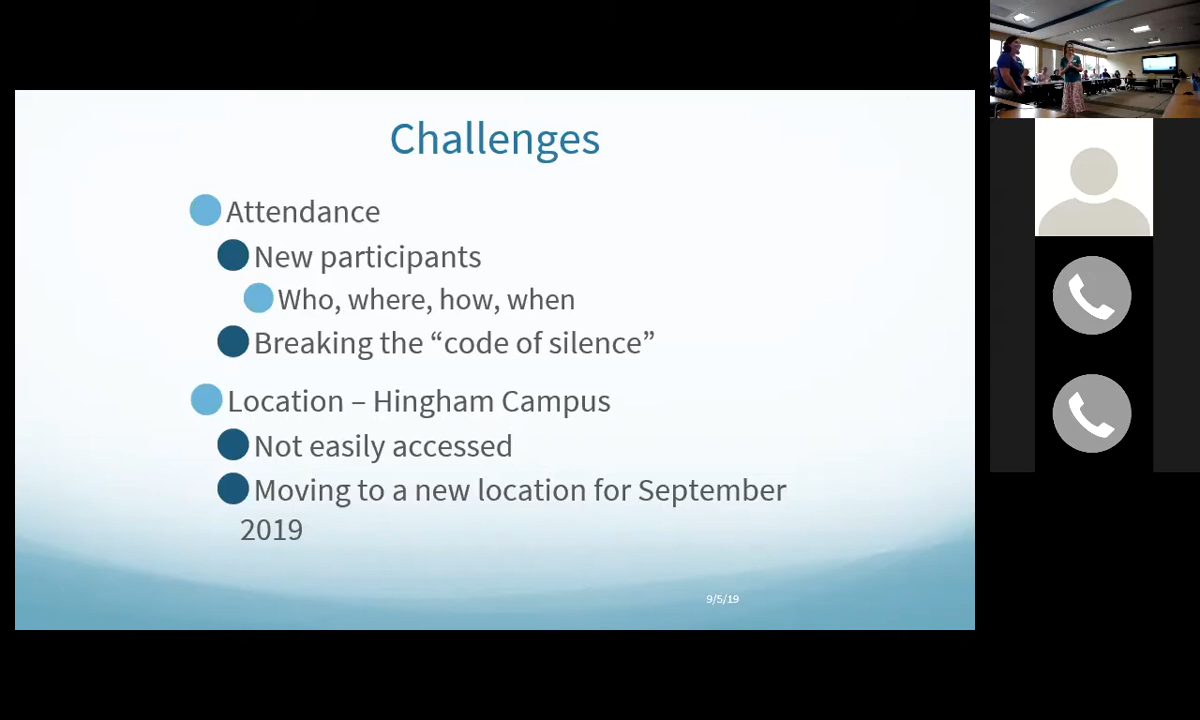 Challenges
Attendance
New participants
Who, where, how, when
Breaking the “code of silence”
Location – Hingham Campus
Not easily accessed
Moving to a new location for September
2019
9/5/19